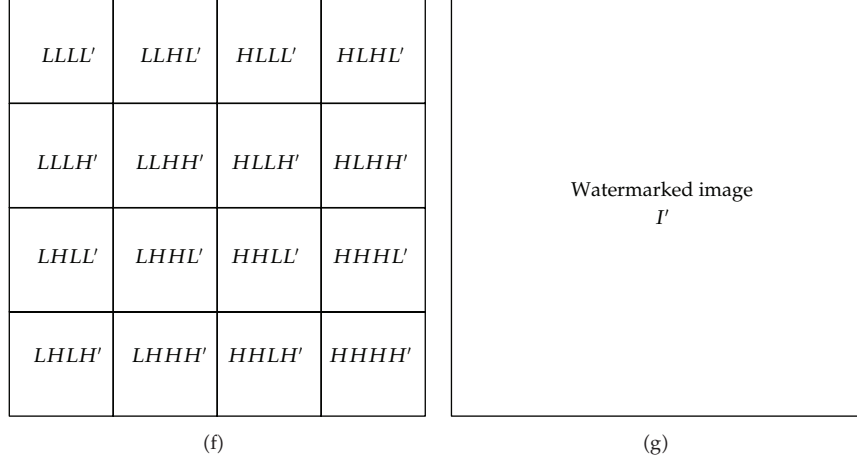 LLLL′ LLHL′ HLLL′ HLHL′
LLLH′ LLHH′ HLLH′ HLHH′
LHLL′ LHHL′ HHLL′ HHHL′
LHLH′ LHHH′ HHLH′ HHHH′
(f)
Watermarked image
I′
(g)